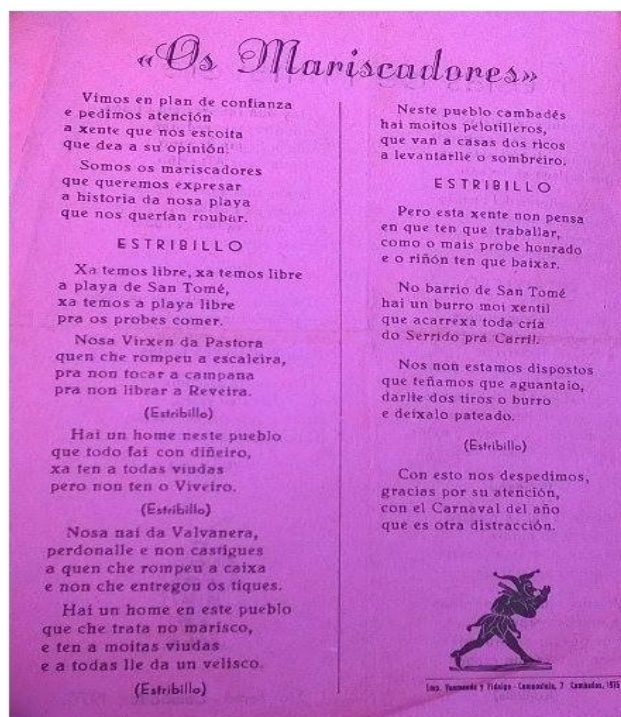 «Os Mariscadores»
Vimos en plan de confianza
e pedimos atención
a xente que nos escoita
que dea a su opinión.
Somos os mariscadores
que queremos expresar
a historia da nosa playa
que nos querían roubar.
ESTRIBILLO
Xa temos libre, xa temos libre
a playa de San Tomé,
xa temos a playa libre
pra os probes comer.
Nosa Virxen da Pastora
quen che rompeu a escaleira,
pra non tocar a campana
pra non librar a Reveira.
(Estribillo)
Hai un home neste pueblo
que todo fai con diñeiro,
xa ten a todas viudas
pero non ten o Viveiro.
(Estribillo)
Nosa naí da Valvanera,
perdonalle e non castigues
a quen che rompeu a caixa
e non che entregou os tiques.
Hai un home en este pueblo
que che trata no marisco,
e ten a moitas viudas
e a todas lle da un velisco.
(Estribillo)
Neste pueblo cambadés
hai moitos pelotilleros,
que van a casas dos ricos
a levantarlle o sombreiro.
ESTRIBILLO
Pero esta xente non pensa
en que ten que traballar,
como o mais probe honrado
e o riñón ten que baixar.
No barrio de San Tomé
hai un burro moi xentil
que acarrexa toda cría
do Serrido pra Carril.
Nos non estamos dispostos
que teñamos que aguantalo,
darlle dos tiros o burro
e deixalo pateado.
(Estribillo)
Con esto nos despedimos,
gracias por su atención,
con el Carnaval del año
que es otra distracción.
Imp. y Fidalgo - 7 Cambados, 1975